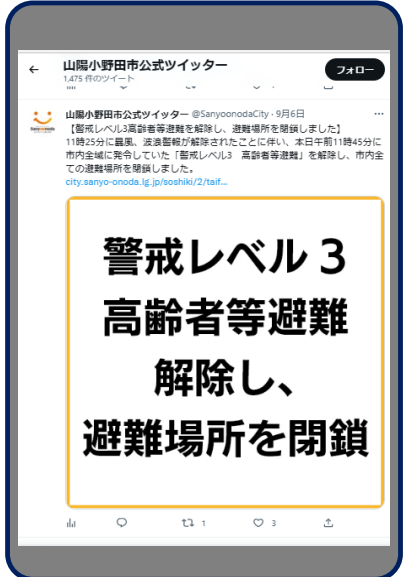 山陽小野田市公式ツイッター
1,475 件のツイート
フォロー
山陽小野田市公式ツイッター @SanyoonodaCity · 9月6日
【警戒レベル3高齢者等避難を解除し、避難場所を閉鎖しました】
11時25分に暴風、波浪警報が解除されたことに伴い、本日午前11時45分に
市内全域に発令していた「警戒レベル3　高齢者等避難」を解除し、市内全
ての避難場所を閉鎖しました。
city.sanyo-onoda.lg.jp/soshiki/2/taif...
警戒レベル３
高齢者等避難
解除し、
避難場所を閉鎖
1
3